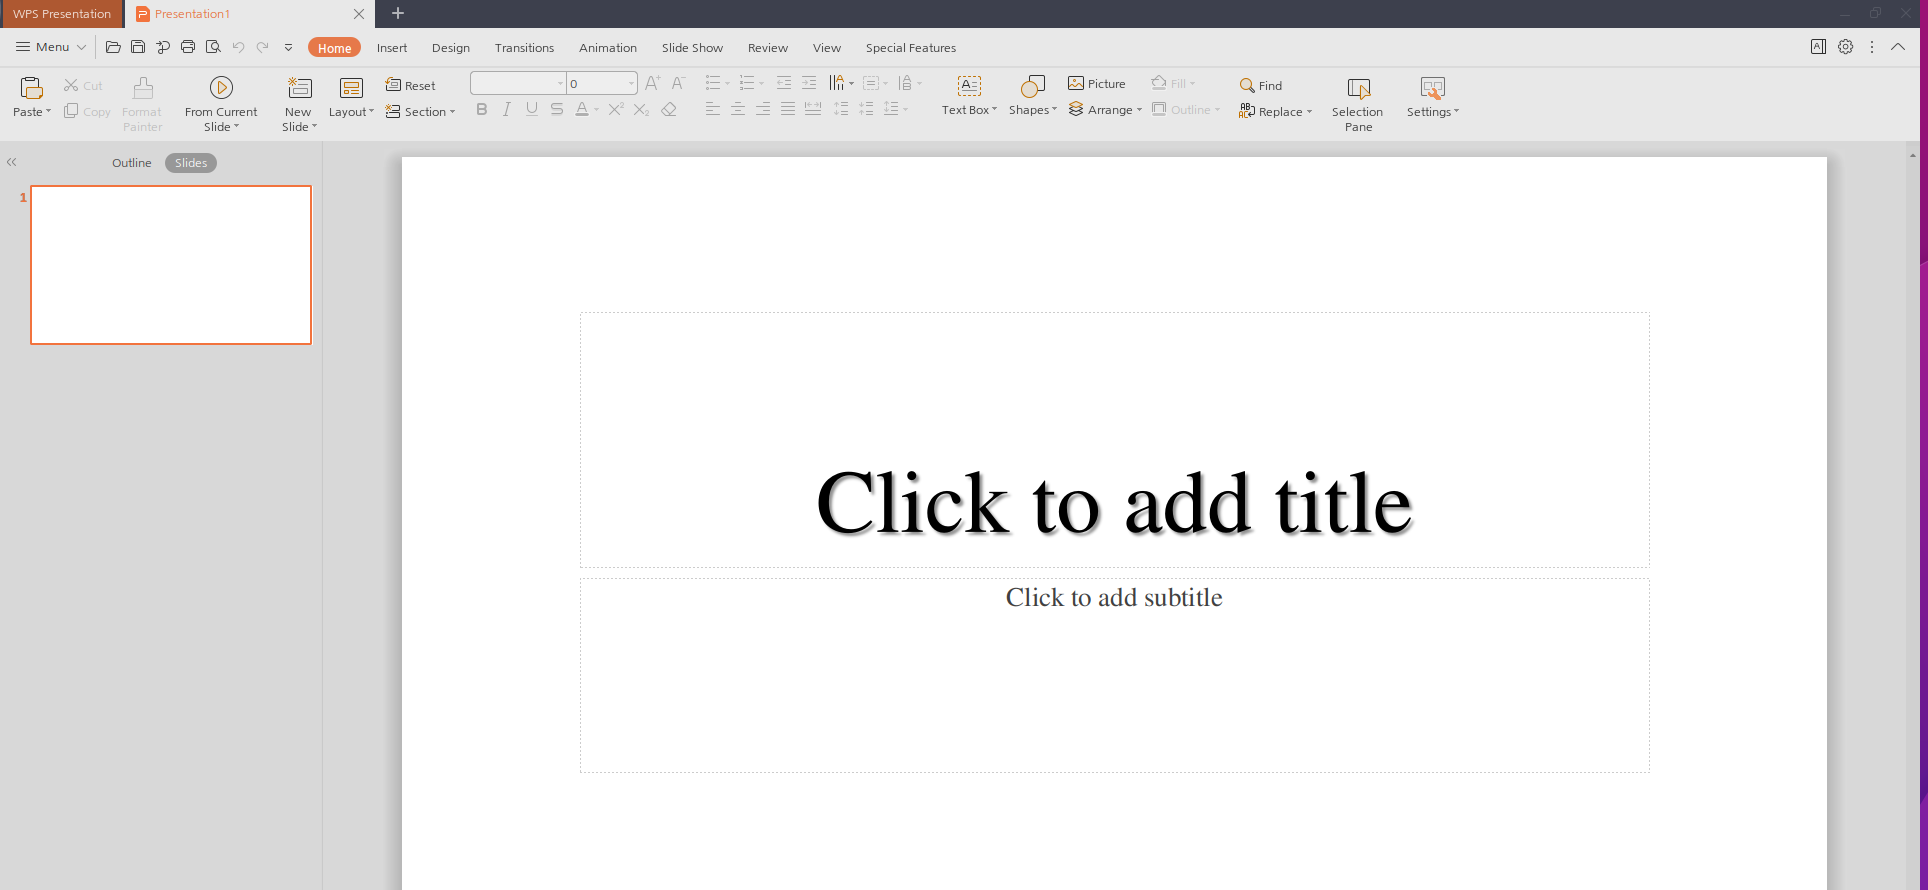 WPS Presentation
Presentation1
Menu
Home
Insert
Design
Transitions
Animation
Slide Show
Review
View
Special Features
Paste
Cut
Copy
Format
Painter
From Current
Slide
New
Slide
Layout
Reset
Section
0
Text Box
Shapes
Picture
Arrange
Fill
Outline
Find
Replace
Selection
Pane
Settings
Outline
Slides
1
Click to add title
Click to add subtitle